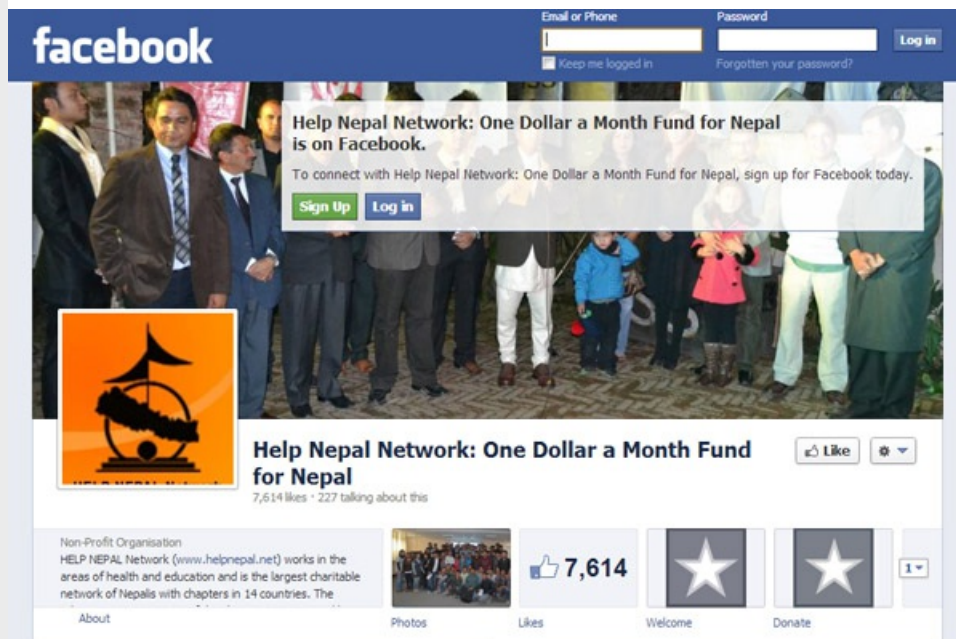 Email or Phone
Password
facebook
Log in
Keep me logged in
Forgotten your password?
Help Nepal Network: One Dollar a Month Fund for Nepal
is on Facebook.
To connect with Help Nepal Network: One Dollar a Month Fund for Nepal, sign up for Facebook today.
Sign Up
Log in
HELP NEPAL Network
Help Nepal Network: One Dollar a Month Fund
for Nepal
Like
7,614 likes · 227 talking about this
Non-Profit Organisation
HELP NEPAL Network (www.helpnepal.net) works in the
areas of health and education and is the largest charitable
network of Nepalis with chapters in 14 countries. The
About
7,614
1
Photos
Likes
Welcome
Donate